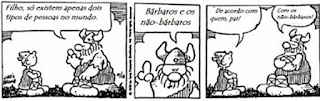 Filho, só existem apenas dois
tipos de pessoas no mundo.
Bárbaros e os
não-bárbaros
De acordo com
quem, pai?
Com os
não-bárbaros!